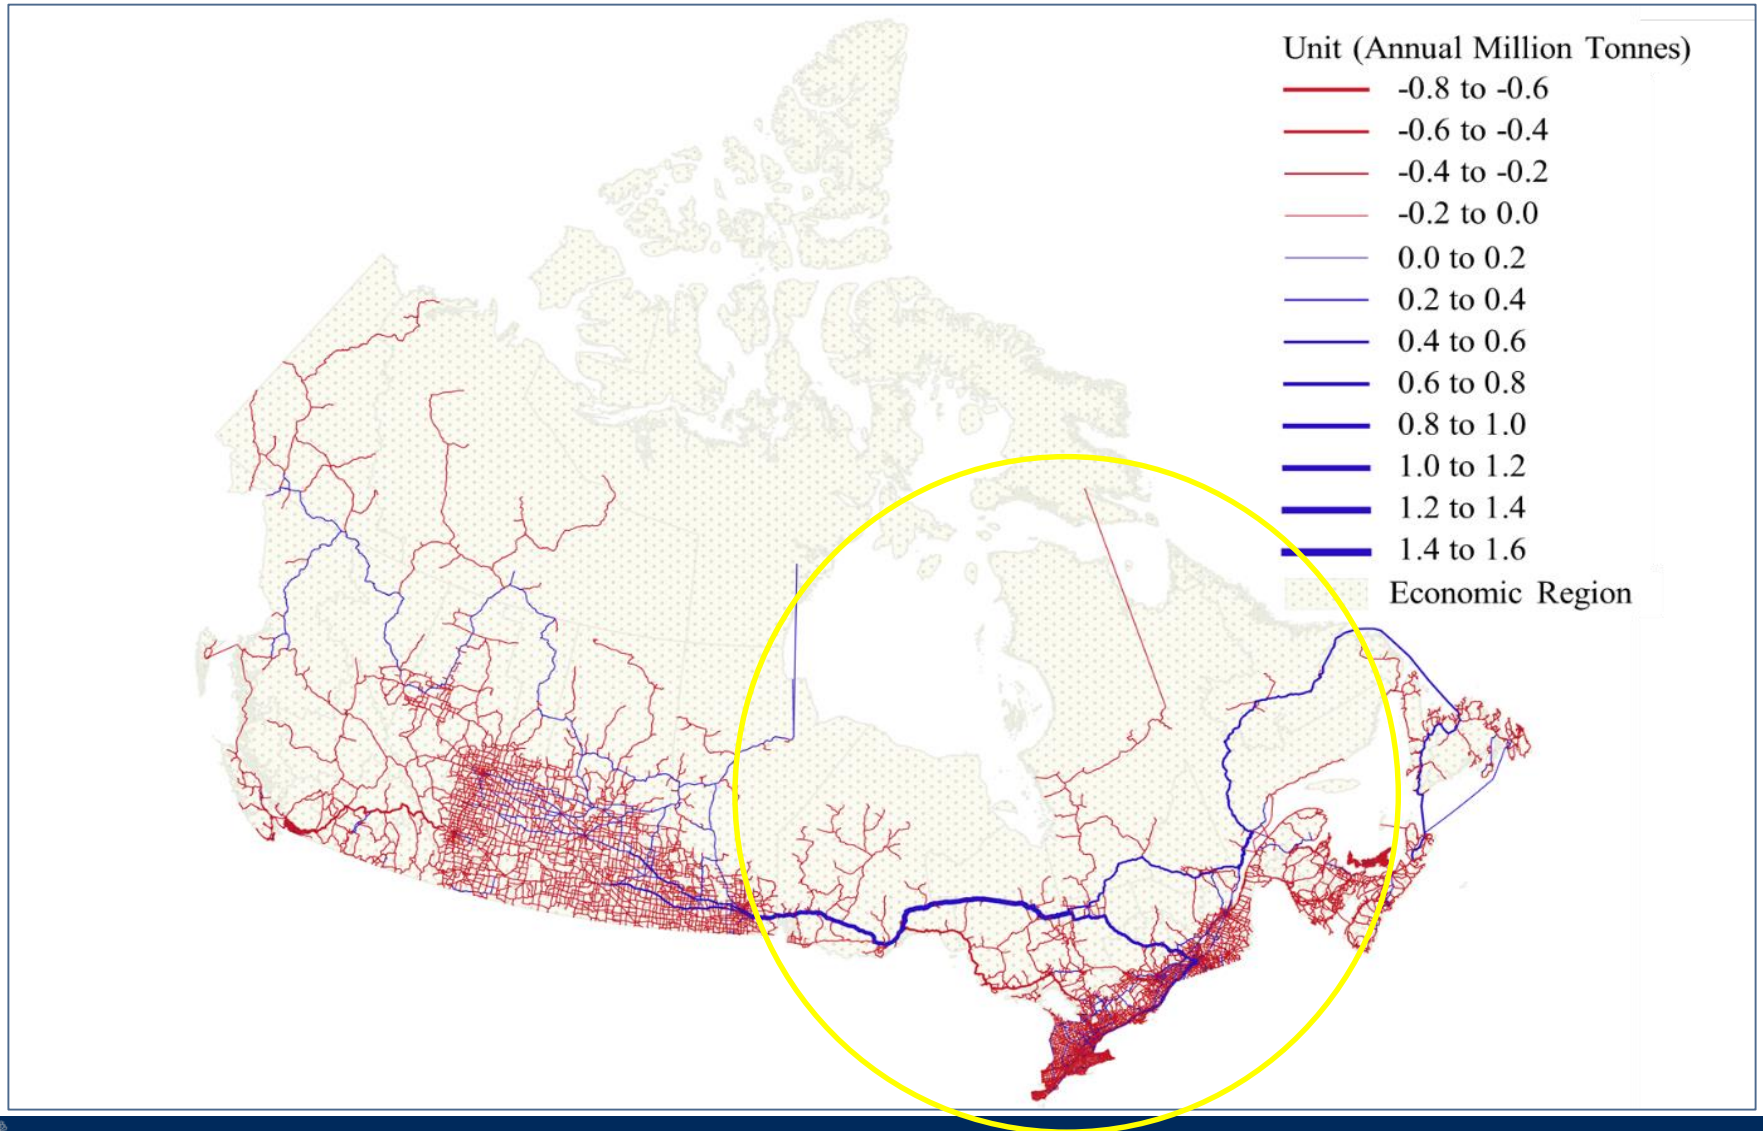 Unit (Annual Million Tonnes)
-0.8 to -0.6
-0.6 to -0.4
-0.4 to -0.2
-0.2 to 0.0
0.0 to 0.2
0.2 to 0.4
0.4 to 0.6
0.6 to 0.8
0.8 to 1.0
1.0 to 1.2
1.2 to 1.4
1.4 to 1.6
Economic Region